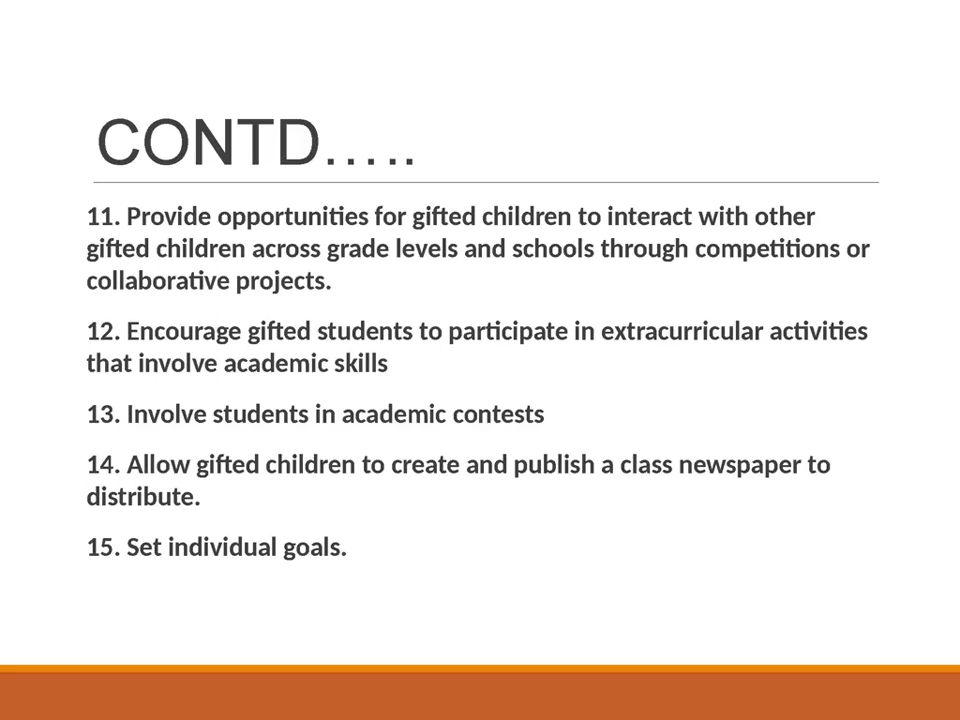 CONTD…..
11. Provide opportunities for gifted children to interact with other
gifted children across grade levels and schools through competitions or
collaborative projects.
12. Encourage gifted students to participate in extracurricular activities
that involve academic skills
13. Involve students in academic contests
14. Allow gifted children to create and publish a class newspaper to
distribute.
15. Set individual goals.